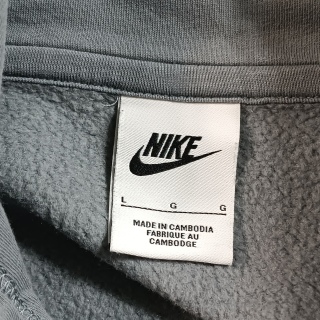 NIKE
L G G
MADE IN CAMBODIA
FABRIQUE AU
CAMBODGE